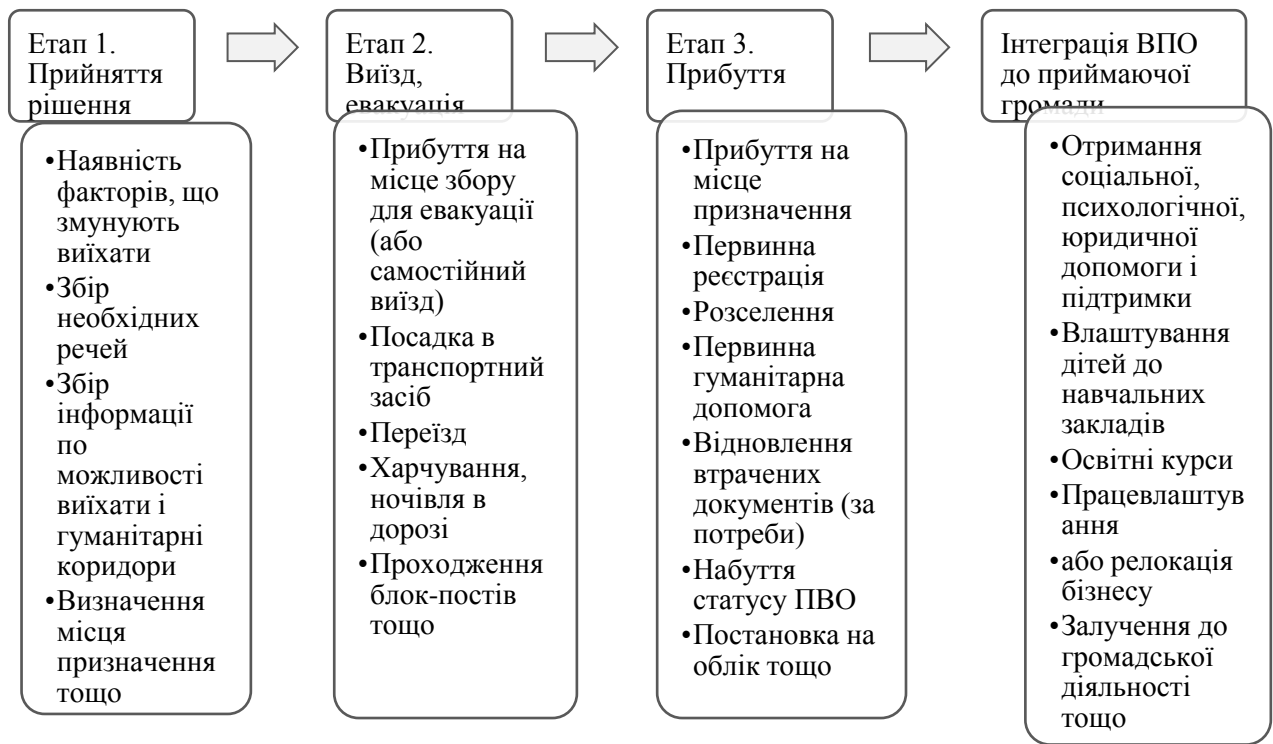 Етап 1.
Прийняття
рішення
•Наявність
факторів, що
змунують
виїхати
•Збір
необхідних
речей
•Збір
інформації
по
можливості
виїхати і
гуманітарні
коридори
•Визначення
місця
призначення
тощо
Етап 2.
Виїзд,
евакуація
•Прибуття на
місце збору
для евакуації
(або
самостійний
виїзд)
•Посадка в
транспортний
засіб
•Переїзд
•Харчування,
ночівля в
дорозі
•Проходження
блок-постів
тощо
Етап 3.
Прибуття
•Прибуття на
місце
призначення
•Первинна
реєстрація
•Розселення
•Первинна
гуманітарна
допомога
•Відновлення
втрачених
документів (за
потреби)
•Набуття
статусу ПВО
•Постановка на
облік тощо
Інтеграція ВПО
до приймаючої
громади
•Отримання
соціальної,
психологічної,
юридичної
допомоги і
підтримки
•Влаштування
дітей до
навчальних
закладів
•Освітні курси
•Працевлаштув
ання
•або релокація
бізнесу
•Залучення до
громадської
діяльності
тощо